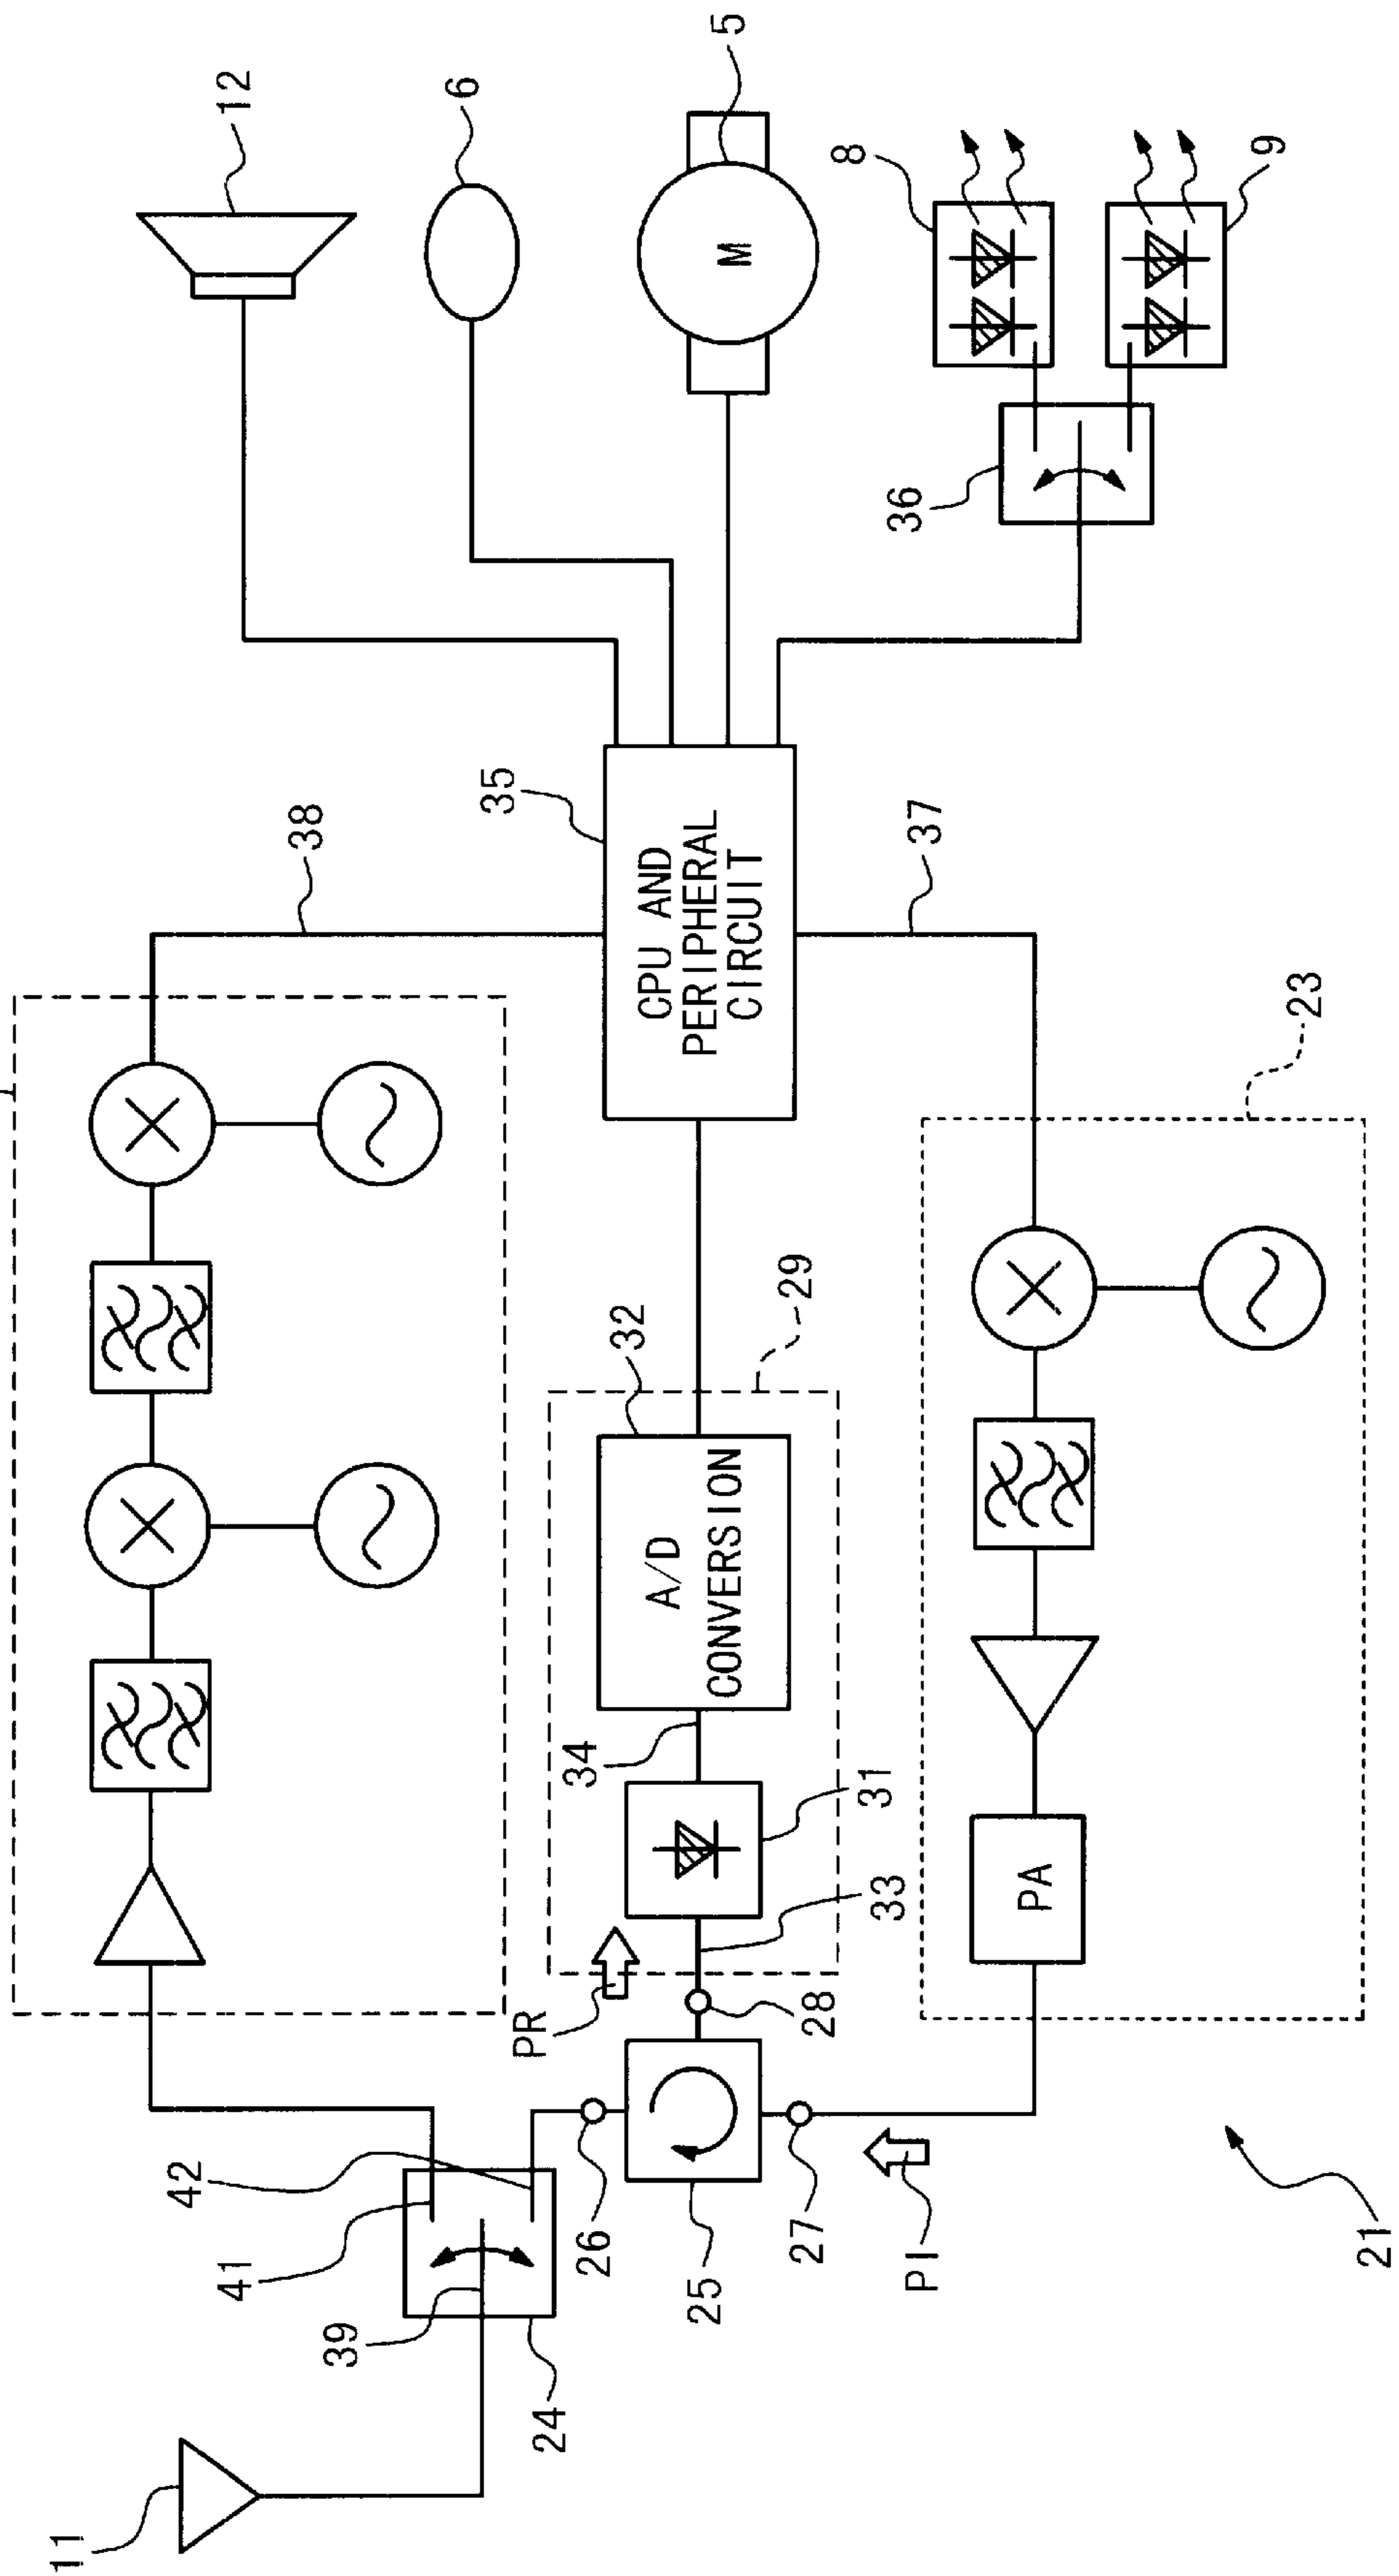 12
6
5
M
8
9
36
38
35
CPU AND
PERIPHERAL
CIRCUIT
37
23
29
32
A/D
CONVERSION
34
31
33
PA
PR
28
42
41
26
25
27
PI
39
24
11
21